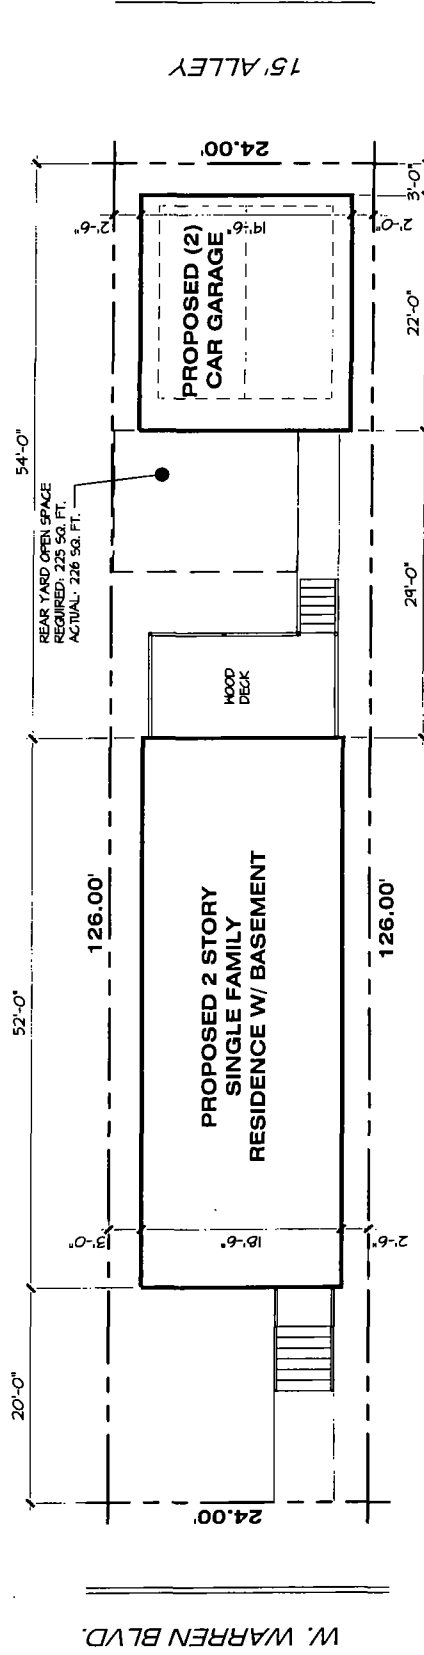 15' ALLEY
24.00'
3'-0"
2'-6"
19'-6"
2'-0"
PROPOSED (2)
CAR GARAGE
22'-0"
54'-0"
REAR YARD OPEN SPACE
REQUIRED: 225 SQ. FT.
ACTUAL: 226 SQ. FT.
29'-0"
WOOD
DECK
126.00'
52'-0"
PROPOSED 2 STORY
SINGLE FAMILY
RESIDENCE W/ BASEMENT
126.00'
3'-0"
18'-6"
2'-6"
20'-0"
24.00'
W. WARREN BLVD.